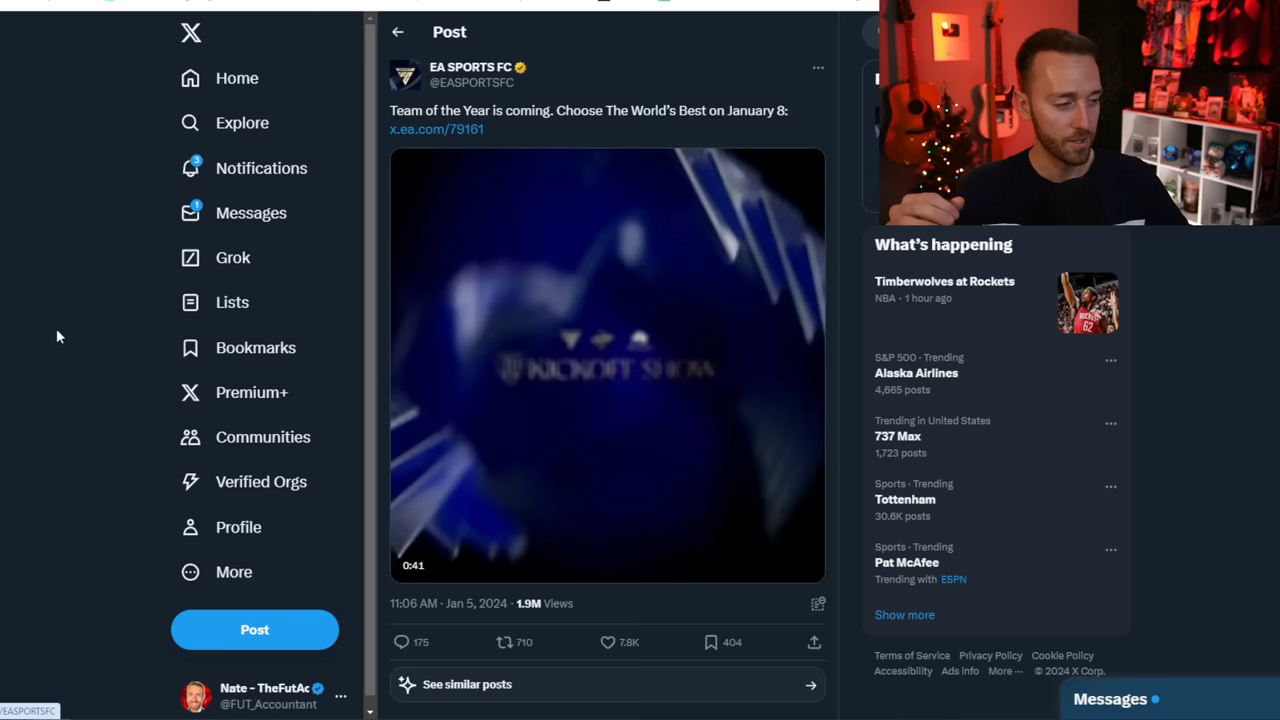 Post
EA SPORTS FC
@EASPORTSFC
Team of the Year is coming. Choose The World's Best on January 8:
x.ea.com/79161
KICKOFF SHOW
0:41
11:06 AM · Jan 5, 2024 · 1.9M Views
175
710
7.8K
404
See similar posts
Home
Explore
3
Notifications
1
Messages
Grok
Lists
Bookmarks
Premium+
Communities
Verified Orgs
Profile
More
Post
Nate - TheFutAc
@FUT_Accountant
/EASPORTSFC
What's happening
Timberwolves at Rockets
NBA · 1 hour ago
S&P 500 · Trending
Alaska Airlines
4,665 posts
Trending in United States
737 Max
1,723 posts
Sports · Trending
Tottenham
30.6K posts
Sports · Trending
Pat McAfee
Trending with ESPN
Show more
Terms of Service Privacy Policy Cookie Policy
Accessibility Ads info More ··· © 2024 X Corp.
Messages